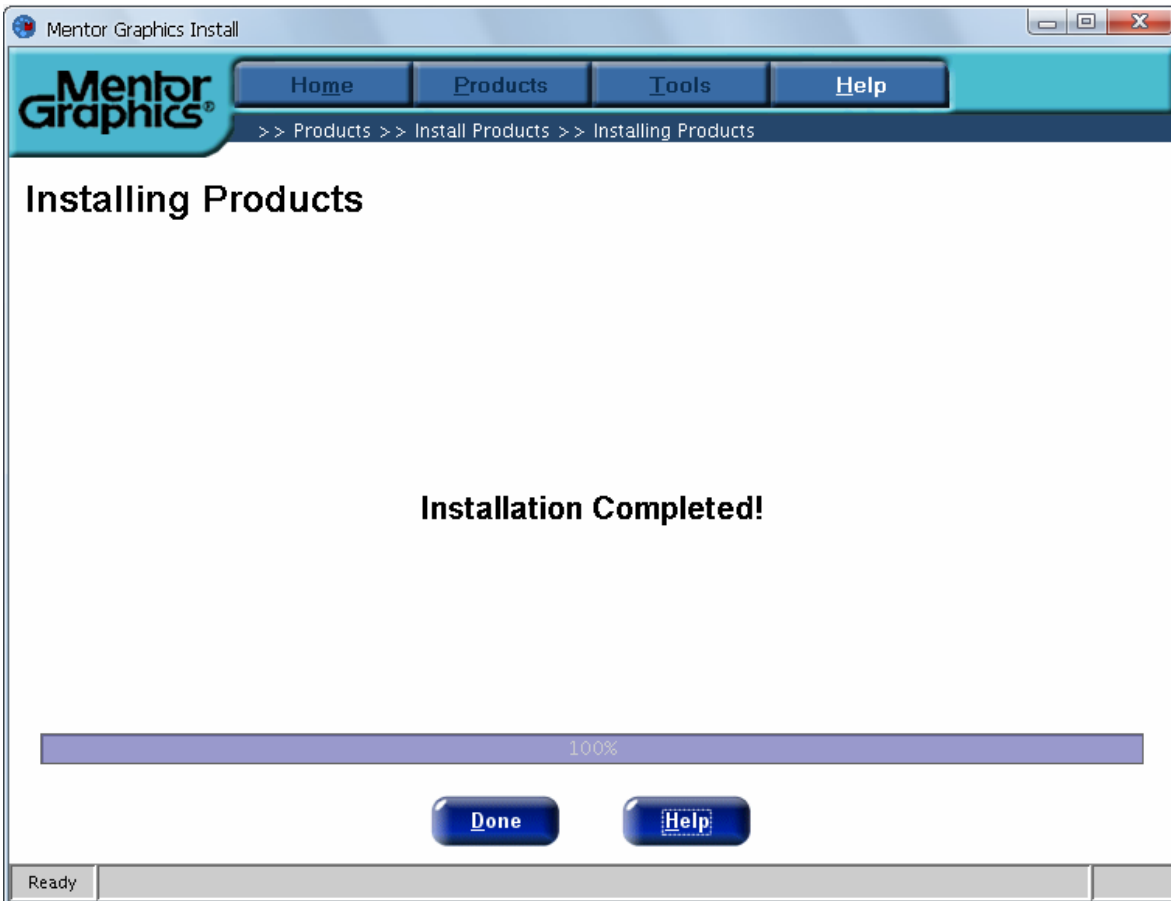 Mentor Graphics Install
Mentor
Graphics®
Home Products Tools Help
>> Products >> Install Products >> Installing Products
Installing Products
Installation Completed!
100%
Done Help
Ready